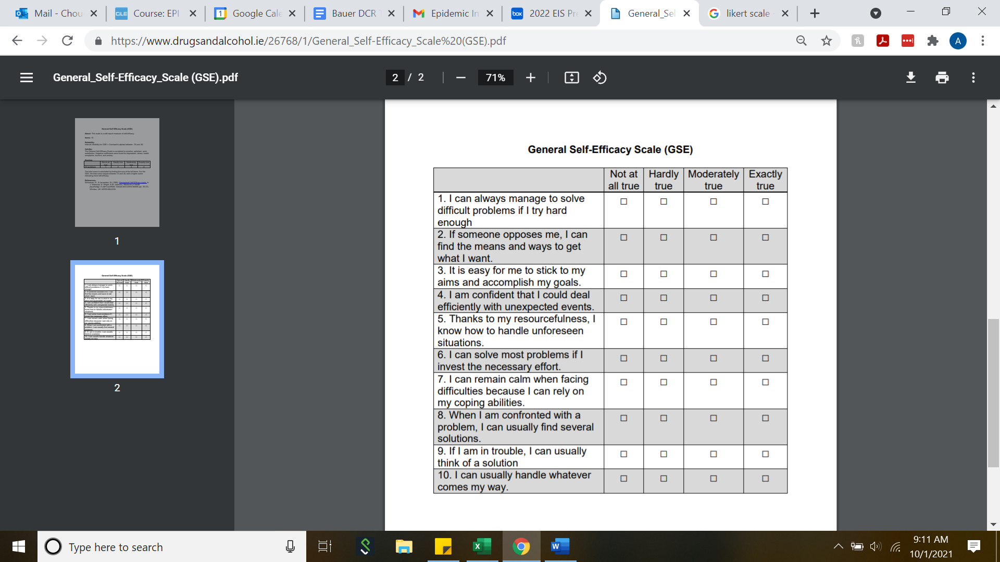 Mail - Chou
Course: EPI
Google Cale
Bauer DCR T
Epidemic In
2022 EIS Pre
General_Sel
likert scale -
https://www.drugsandalcohol.ie/26768/1/General_Self-Efficacy_Scale%20(GSE).pdf
A
General_Self-Efficacy_Scale (GSE).pdf
2 / 2
71%
1
2
General Self-Efficacy Scale (GSE)
Not at all true
Hardly true
Moderately true
Exactly true
1. I can always manage to solve
difficult problems if I try hard
enough
2. If someone opposes me, I can
find the means and ways to get
what I want.
3. It is easy for me to stick to my
aims and accomplish my goals.
4. I am confident that I could deal
efficiently with unexpected events.
5. Thanks to my resourcefulness, I
know how to handle unforeseen
situations.
6. I can solve most problems if I
invest the necessary effort.
7. I can remain calm when facing
difficulties because I can rely on
my coping abilities.
8. When I am confronted with a
problem, I can usually find several
solutions.
9. If I am in trouble, I can usually
think of a solution
10. I can usually handle whatever
comes my way.
Type here to search
9:11 AM
10/1/2021